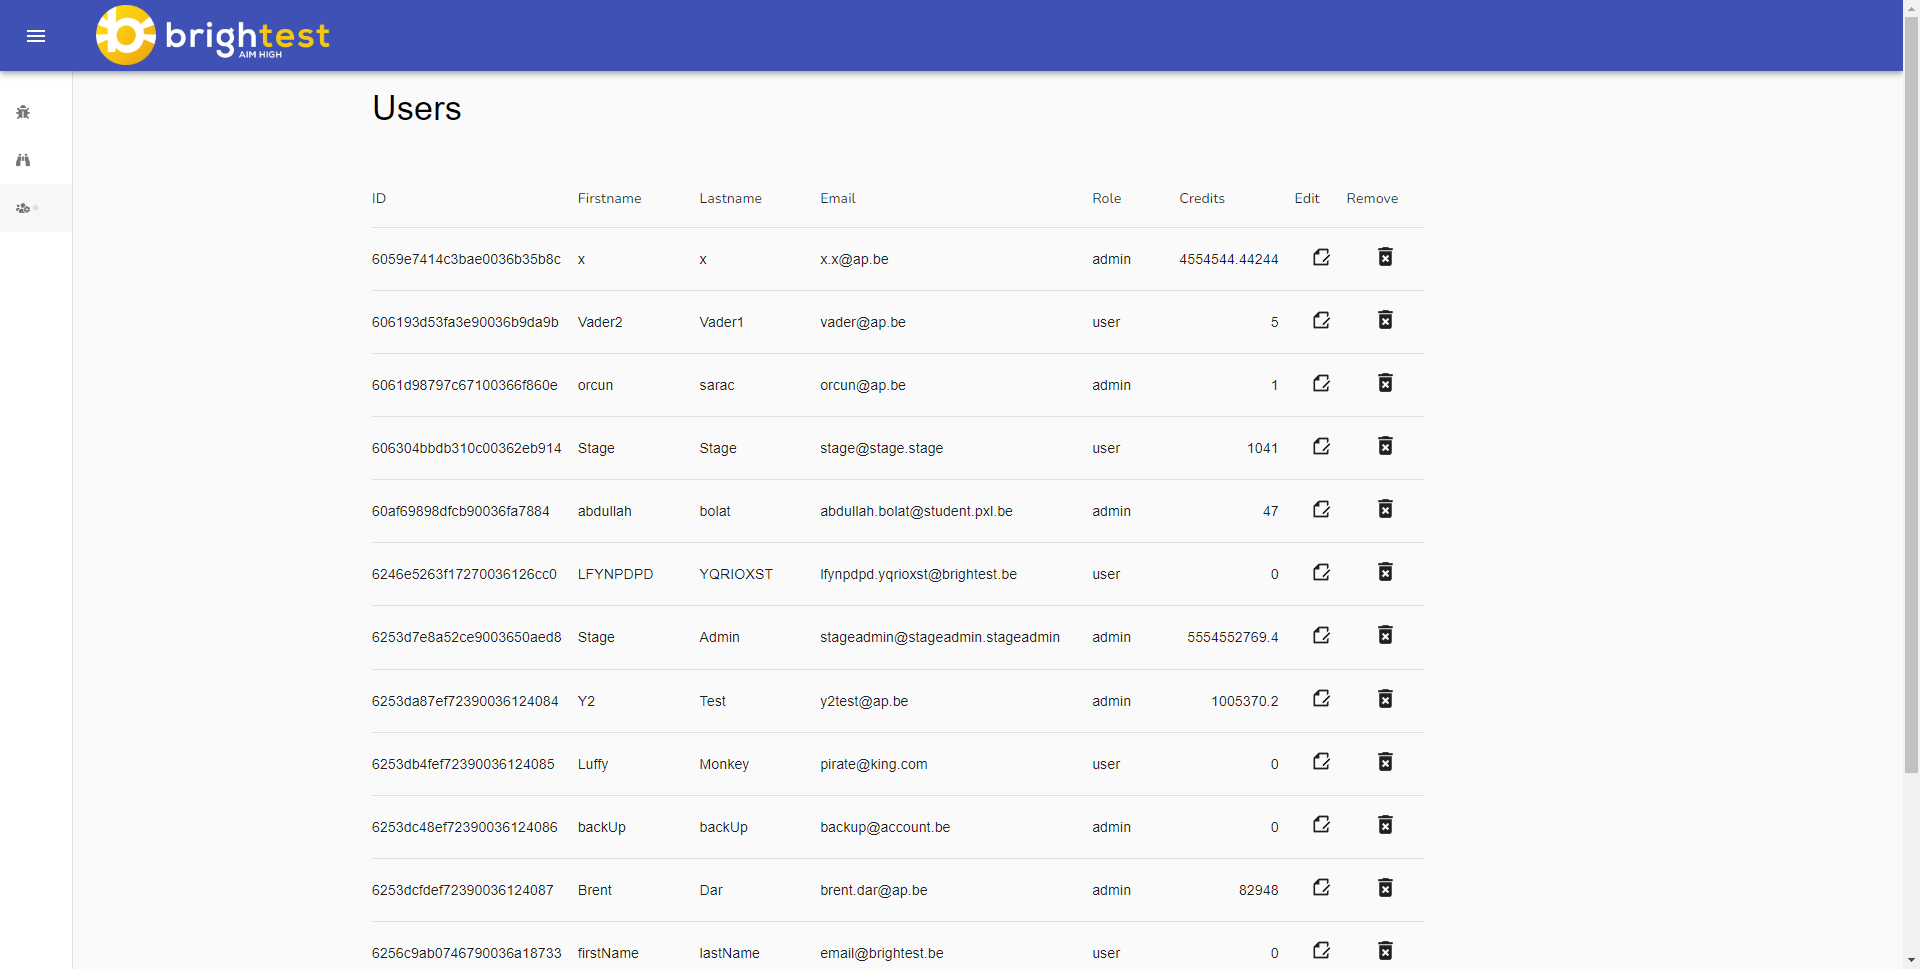 brightest
AIM HIGH
Users
ID Firstname Lastname Email Role Credits Edit Remove
6059e7414c3bae0036b35b8c x x x.x@ap.be admin 4554544.44244
606193d53fa3e90036b9da9b Vader2 Vader1 vader@ap.be user 5
6061d98797c67100366f860e orcun sarac orcun@ap.be admin 1
606304bbdb310c00362eb914 Stage Stage stage@stage.stage user 1041
60af69898dfcb90036fa7884 abdullah bolat abdullah.bolat@student.pxl.be admin 47
6246e5263f17270036126cc0 LFYNPDPD YQRIOXST lfynpdpd.yqrioxst@brightest.be user 0
6253d7e8a52ce9003650aed8 Stage Admin stageadmin@stageadmin.stageadmin admin 5554552769.4
6253da87ef72390036124084 Y2 Test y2test@ap.be admin 1005370.2
6253db4fef72390036124085 Luffy Monkey pirate@king.com user 0
6253dc48ef72390036124086 backUp backUp backup@account.be admin 0
6253dcfdef72390036124087 Brent Dar brent.dar@ap.be admin 82948
6256c9ab0746790036a18733 firstName lastName email@brightest.be user 0